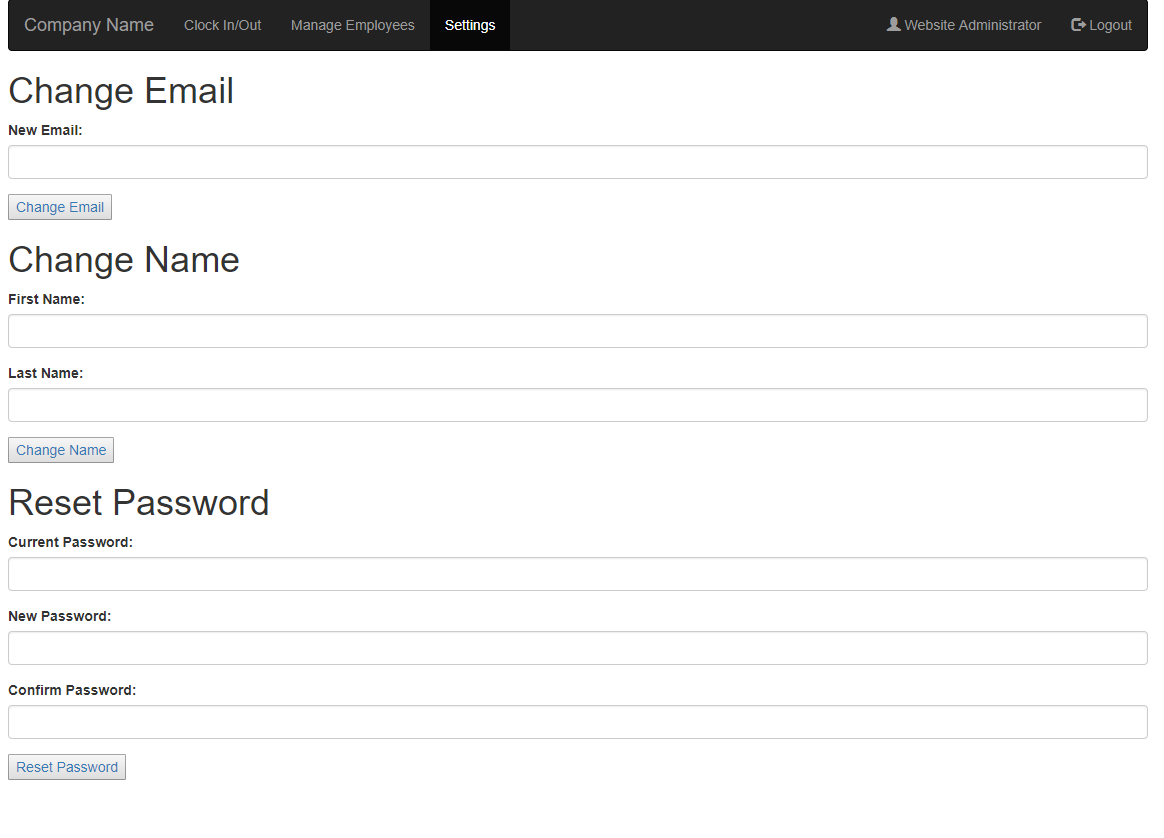 Company Name Clock In/Out Manage Employees Settings Website Administrator Logout
Change Email
New Email:
Change Email
Change Name
First Name:
Last Name:
Change Name
Reset Password
Current Password:
New Password:
Confirm Password:
Reset Password